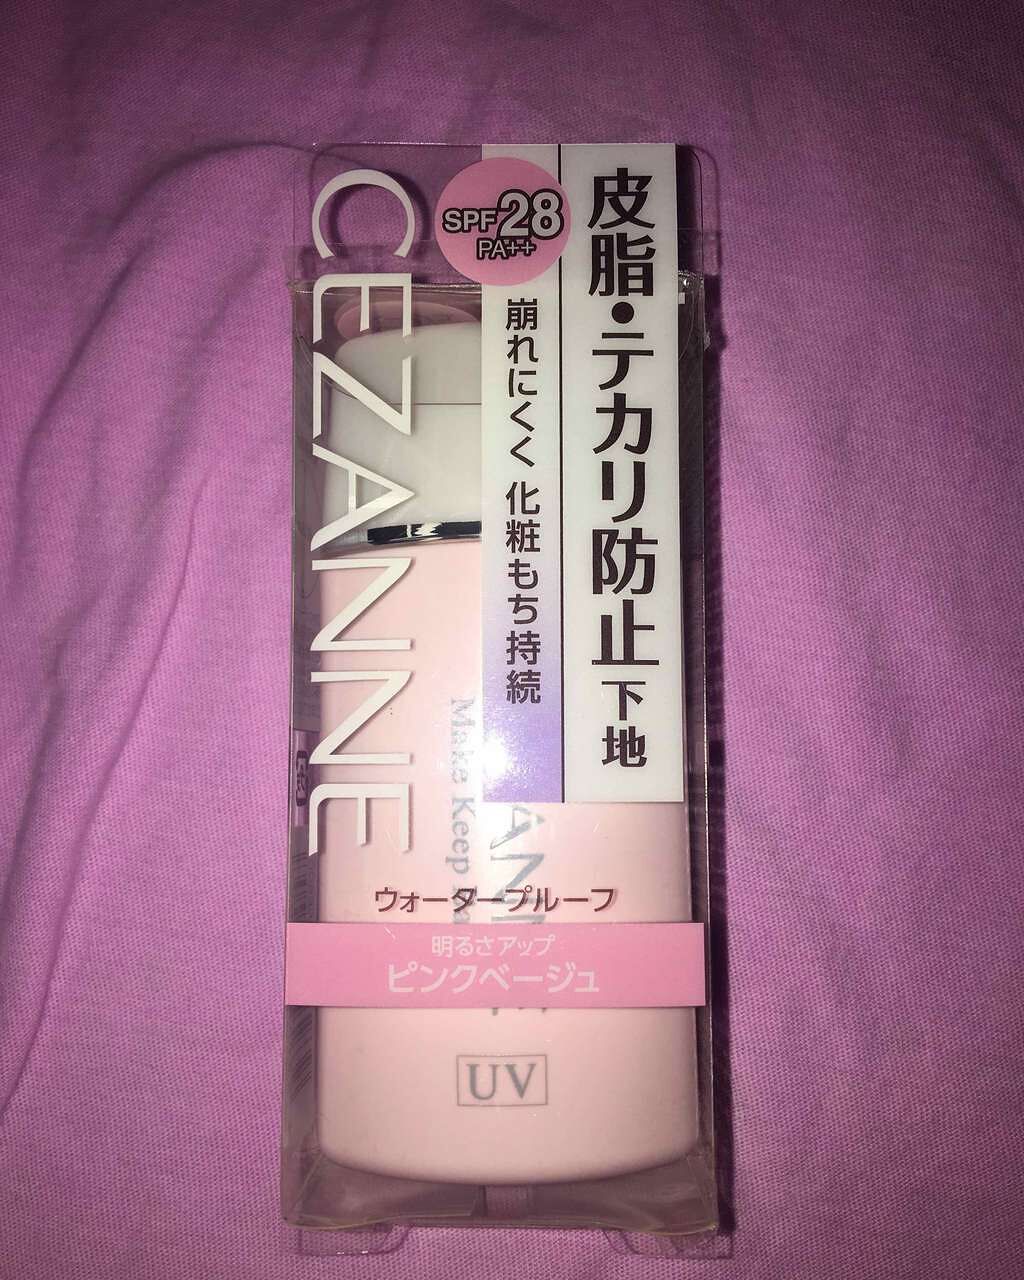 CEZANNE
SPF28
PA++
皮脂・テカリ防止下地
崩れにくく 化粧もち持続
Make Keep
ウォータープルーフ
明るさアップ
ピンクベージュ
UV